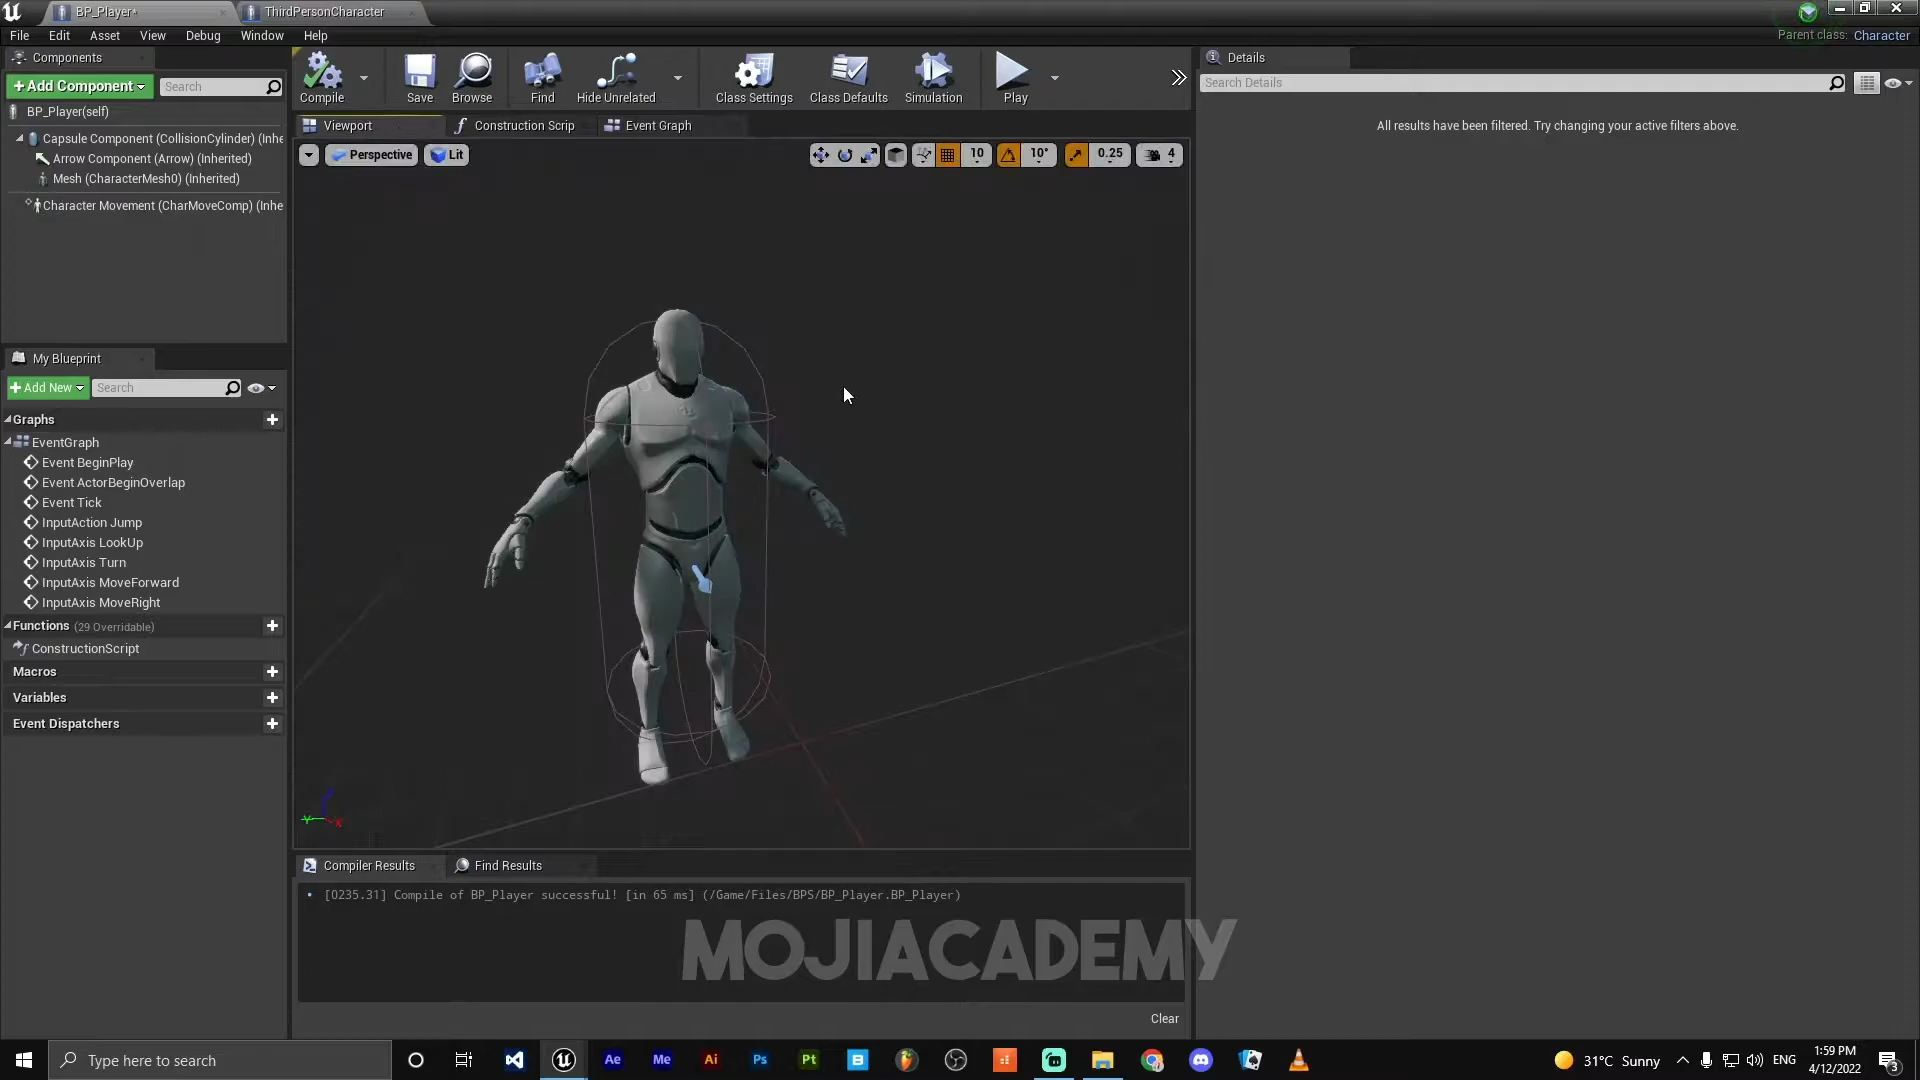 BP_Player*
ThirdPersonCharacter
File Edit Asset View Debug Window Help
Parent class: Character
Components
+ Add Component
Search
BP_Player(self)
Capsule Component (CollisionCylinder) (Inhe
Arrow Component (Arrow) (Inherited)
Mesh (CharacterMesh0) (Inherited)
Character Movement (CharMoveComp) (Inhe
My Blueprint
+ Add New
Search
Graphs
EventGraph
Event BeginPlay
Event ActorBeginOverlap
Event Tick
InputAction Jump
InputAxis LookUp
InputAxis Turn
InputAxis MoveForward
InputAxis MoveRight
Functions (29 Overridable)
ConstructionScript
Macros
Variables
Event Dispatchers
Compile
Save
Browse
Find
Hide Unrelated
Class Settings
Class Defaults
Simulation
Play
Viewport
Construction Scrip
Event Graph
Perspective
Lit
10
10°
0.25
4
Y
X
Compiler Results
Find Results
[0235.31] Compile of BP_Player successful! [in 65 ms] (/Game/Files/BPS/BP_Player.BP_Player)
MOJIACADEMY
Clear
Details
Search Details
All results have been filtered. Try changing your active filters above.
Type here to search
Ae
Me
Ai
Ps
Pt
31°C Sunny
ENG
1:59 PM
4/12/2022
3